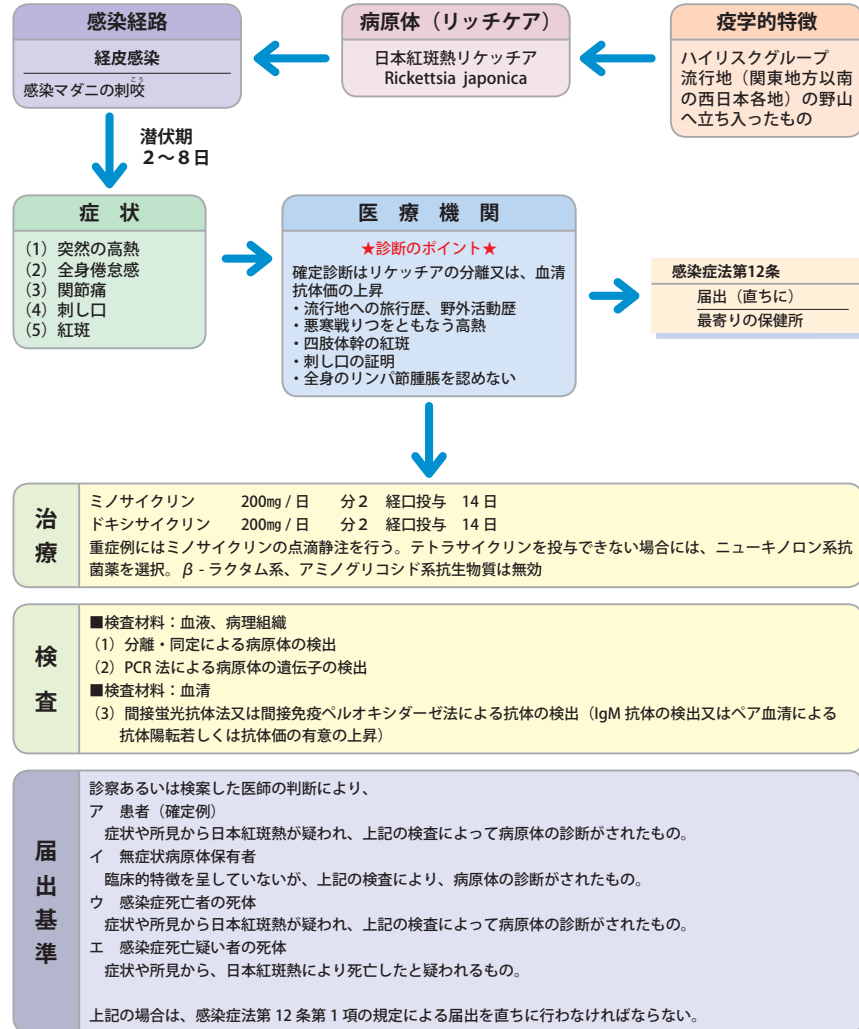 感染経路
経皮感染
感染マダニの刺咬
こう
病原体（リッチケア）
日本紅斑熱リケッチア
Rickettsia japonica
疫学的特徴
ハイリスクグループ
流行地（関東地方以南
の西日本各地）の野山
へ立ち入ったもの
潜伏期
2～8日
症 状
(1) 突然の高熱
(2) 全身倦怠感
(3) 関節痛
(4) 刺し口
(5) 紅斑
医 療 機 関
★診断のポイント★
確定診断はリケッチアの分離又は、血清
抗体価の上昇
・流行地への旅行歴、野外活動歴
・悪寒戦りつをともなう高熱
・四肢体幹の紅斑
・刺し口の証明
・全身のリンパ節腫脹を認めない
感染症法第12条
届出（直ちに）
最寄りの保健所
治療
ミノサイクリン 200㎎ / 日 分2 経口投与 14 日
ドキシサイクリン 200㎎ / 日 分2 経口投与 14 日
重症例にはミノサイクリンの点滴静注を行う。テトラサイクリンを投与できない場合には、ニューキノロン系抗
菌薬を選択。β - ラクタム系、アミノグリコシド系抗生物質は無効
検査
■検査材料：血液、病理組織
(1) 分離・同定による病原体の検出
(2) PCR 法による病原体の遺伝子の検出
■検査材料：血清
(3) 間接蛍光抗体法又は間接免疫ペルオキシダーゼ法による抗体の検出（IgM 抗体の検出又はペア血清による
抗体陽転若しくは抗体価の有意の上昇）
届出基準
診察あるいは検案した医師の判断により、
ア 患者（確定例）
症状や所見から日本紅斑熱が疑われ、上記の検査によって病原体の診断がされたもの。
イ 無症状病原体保有者
臨床的特徴を呈していないが、上記の検査により、病原体の診断がされたもの。
ウ 感染症死亡者の死体
症状や所見から日本紅斑熱が疑われ、上記の検査によって病原体の診断がされたもの。
エ 感染症死亡疑い者の死体
症状や所見から、日本紅斑熱により死亡したと疑われるもの。
上記の場合は、感染症法第 12 条第 1 項の規定による届出を直ちに行わなければならない。